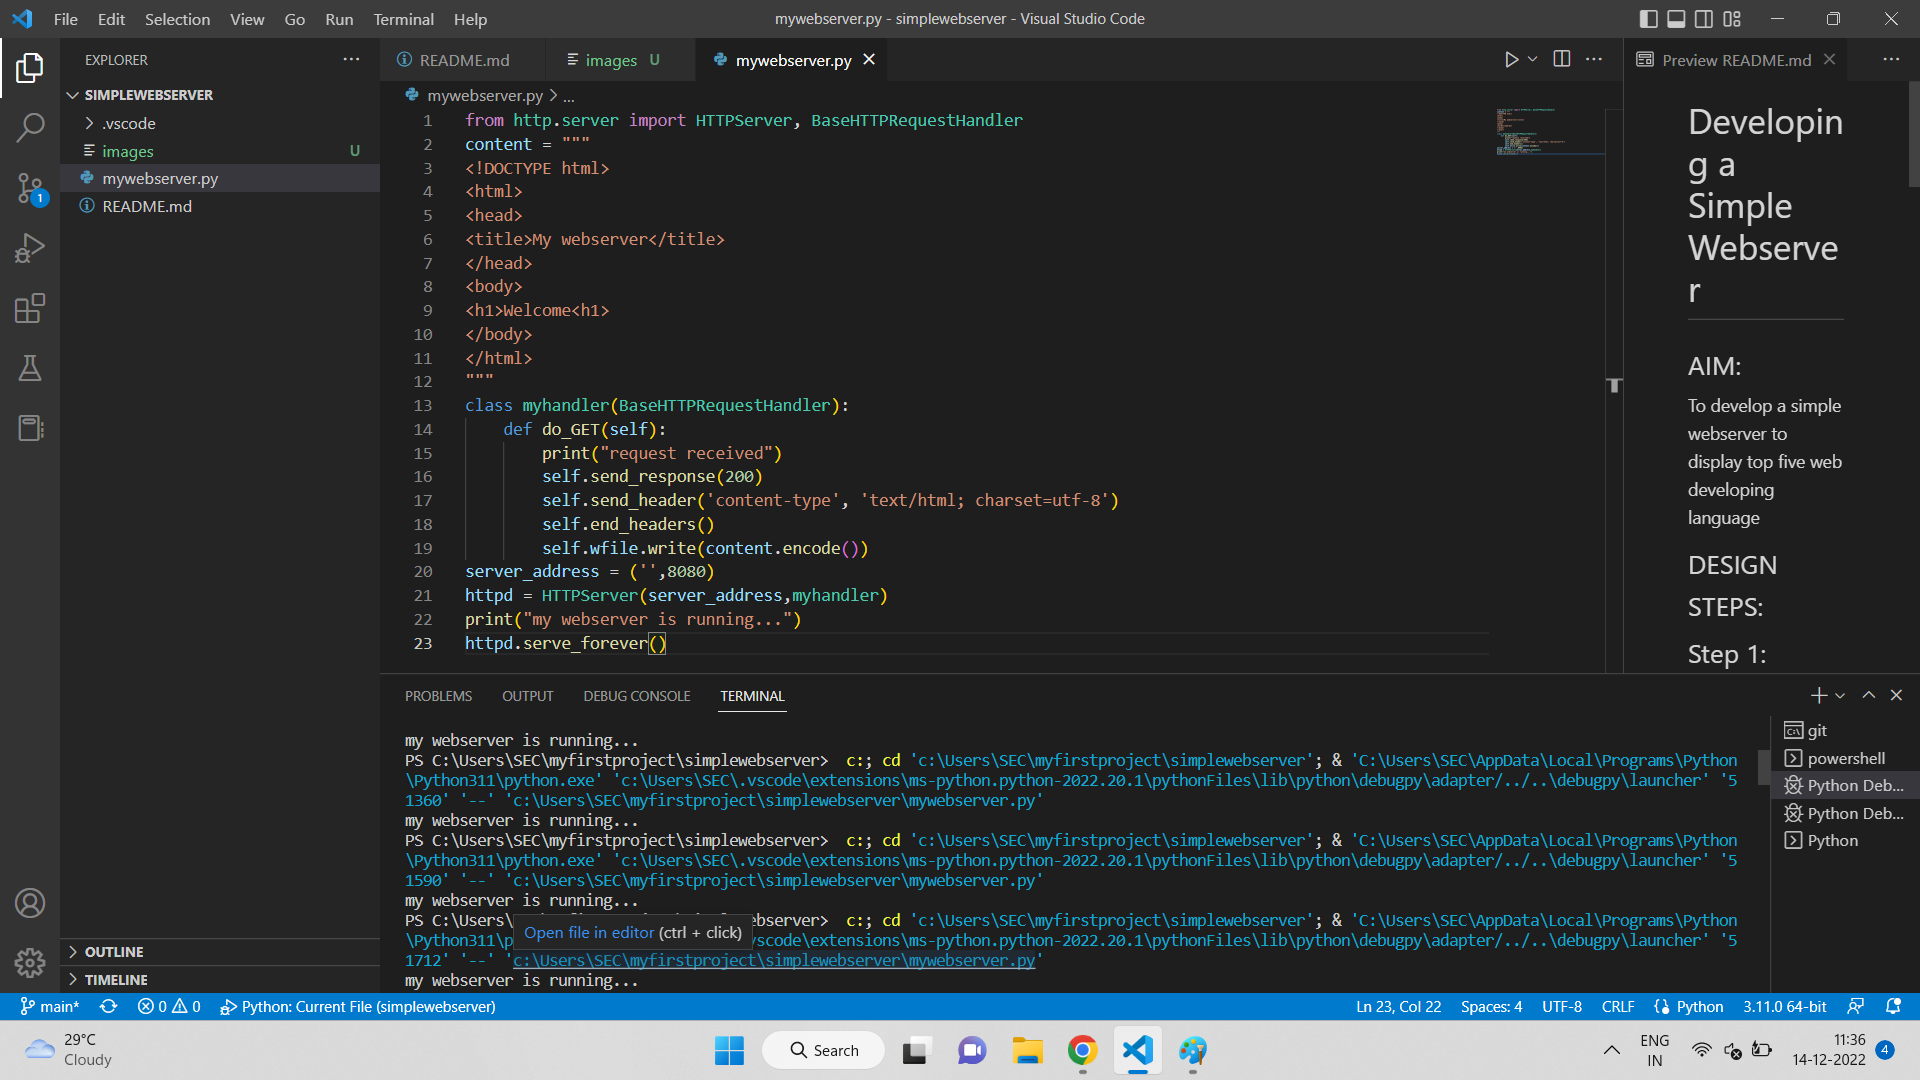 File Edit Selection View Go Run Terminal Help
mywebserver.py - simplewebserver - Visual Studio Code
EXPLORER
SIMPLEWEBSERVER
.vscode
images U
mywebserver.py
README.md
OUTLINE
TIMELINE
1
README.md
images U
mywebserver.py
mywebserver.py > ...
1 from http.server import HTTPServer, BaseHTTPRequestHandler
2 content = """
3 <!DOCTYPE html>
4 <html>
5 <head>
6 <title>My webserver</title>
7 </head>
8 <body>
9 <h1>Welcome<h1>
10 </body>
11 </html>
12 """
13 class myhandler(BaseHTTPRequestHandler):
14 def do_GET(self):
15 print("request received")
16 self.send_response(200)
17 self.send_header('content-type', 'text/html; charset=utf-8')
18 self.end_headers()
19 self.wfile.write(content.encode())
20 server_address = ('',8080)
21 httpd = HTTPServer(server_address,myhandler)
22 print("my webserver is running...")
23 httpd.serve_forever()
Preview README.md
Developin
g a
Simple
Webserve
r
AIM:
To develop a simple
webserver to
display top five web
developing
language
DESIGN
STEPS:
Step 1:
PROBLEMS OUTPUT DEBUG CONSOLE TERMINAL
my webserver is running...
PS C:\Users\SEC\myfirstproject\simplewebserver> c:; cd 'c:\Users\SEC\myfirstproject\simplewebserver'; & 'C:\Users\SEC\AppData\Local\Programs\Python
\Python311\python.exe' 'c:\Users\SEC\.vscode\extensions\ms-python.python-2022.20.1\pythonFiles\lib\python\debugpy\adapter/../..\debugpy\launcher' '5
1360' '--' 'c:\Users\SEC\myfirstproject\simplewebserver\mywebserver.py'
my webserver is running...
PS C:\Users\SEC\myfirstproject\simplewebserver> c:; cd 'c:\Users\SEC\myfirstproject\simplewebserver'; & 'C:\Users\SEC\AppData\Local\Programs\Python
\Python311\python.exe' 'c:\Users\SEC\.vscode\extensions\ms-python.python-2022.20.1\pythonFiles\lib\python\debugpy\adapter/../..\debugpy\launcher' '5
1590' '--' 'c:\Users\SEC\myfirstproject\simplewebserver\mywebserver.py'
my webserver is running...
PS C:\Users\ ebserver> c:; cd 'c:\Users\SEC\myfirstproject\simplewebserver'; & 'C:\Users\SEC\AppData\Local\Programs\Python
Open file in editor (ctrl + click)
\Python311\p vscode\extensions\ms-python.python-2022.20.1\pythonFiles\lib\python\debugpy\adapter/../..\debugpy\launcher' '5
1712' '--' 'c:\Users\SEC\myfirstproject\simplewebserver\mywebserver.py'
my webserver is running...
git
powershell
Python Deb...
Python Deb...
Python
main* 0 0 Python: Current File (simplewebserver)
Ln 23, Col 22 Spaces: 4 UTF-8 CRLF Python 3.11.0 64-bit
29°C
Cloudy
Search
ENG
IN
11:36
14-12-2022
4